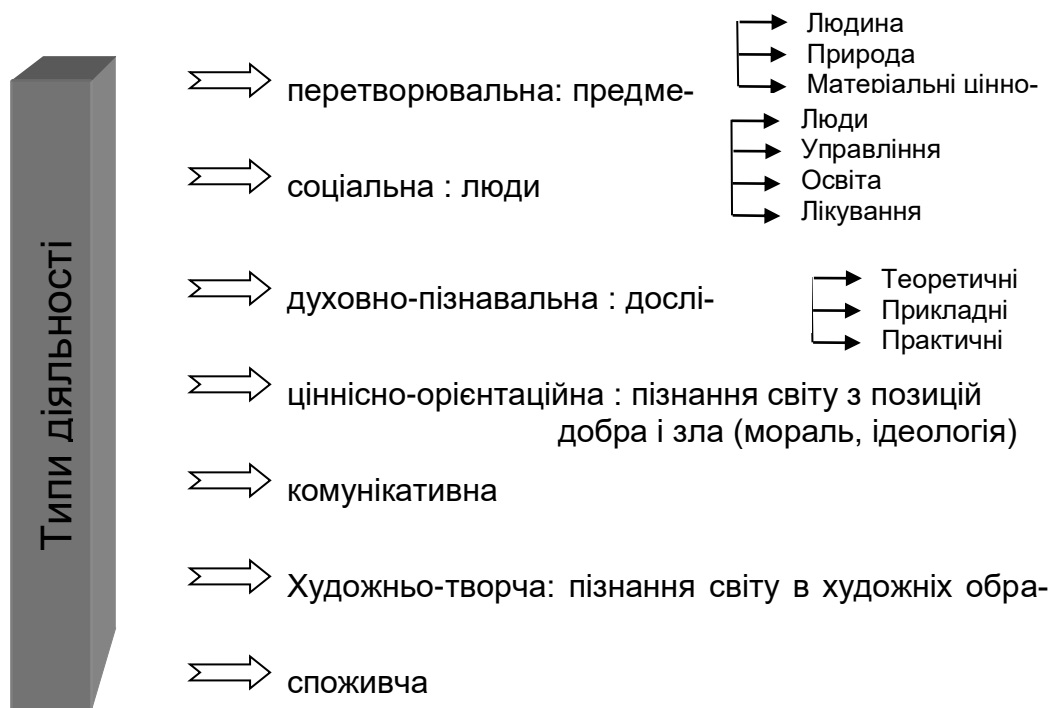 Типи діяльності
Людина
Природа
Матеріальні цінно-
перетворювальна: предме-
Люди
Управління
Освіта
Лікування
соціальна : люди
Теоретичні
Прикладні
Практичні
духовно-пізнавальна : дослі-
ціннісно-орієнтаційна : пізнання світу з позицій
добра і зла (мораль, ідеологія)
комунікативна
Художньо-творча: пізнання світу в художніх обра-
споживча